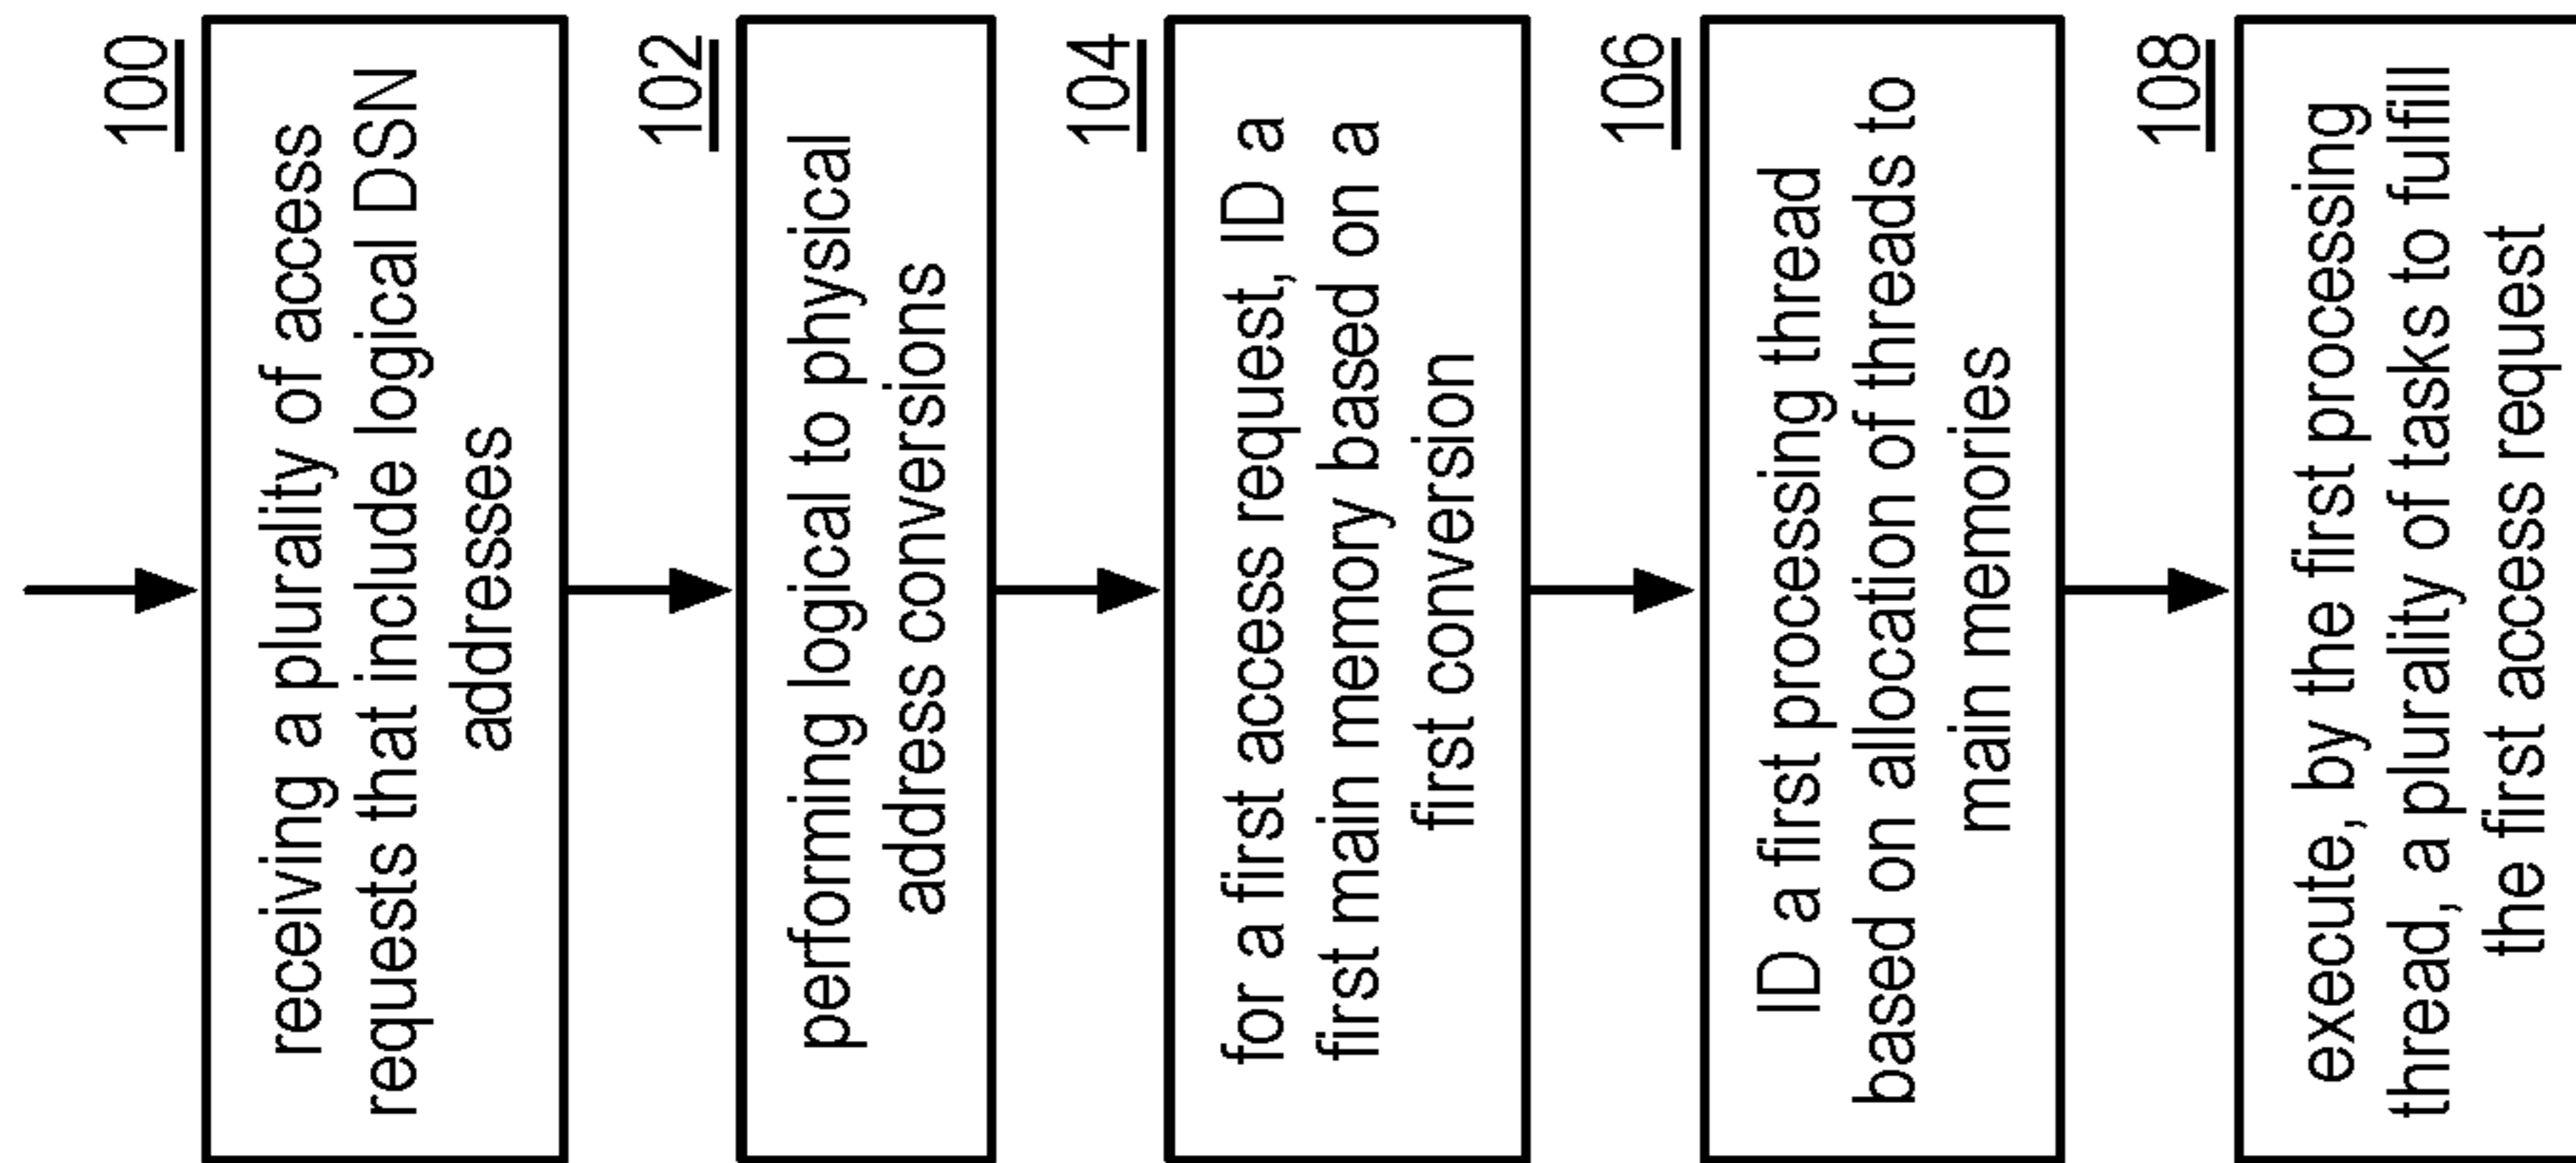 100
receiving a plurality of access
requests that include logical DSN
addresses
102
performing logical to physical
address conversions
104
for a first access request, ID a
first main memory based on a
first conversion
106
ID a first processing thread
based on allocation of threads to
main memories
108
execute, by the first processing
thread, a plurality of tasks to fulfill
the first access request